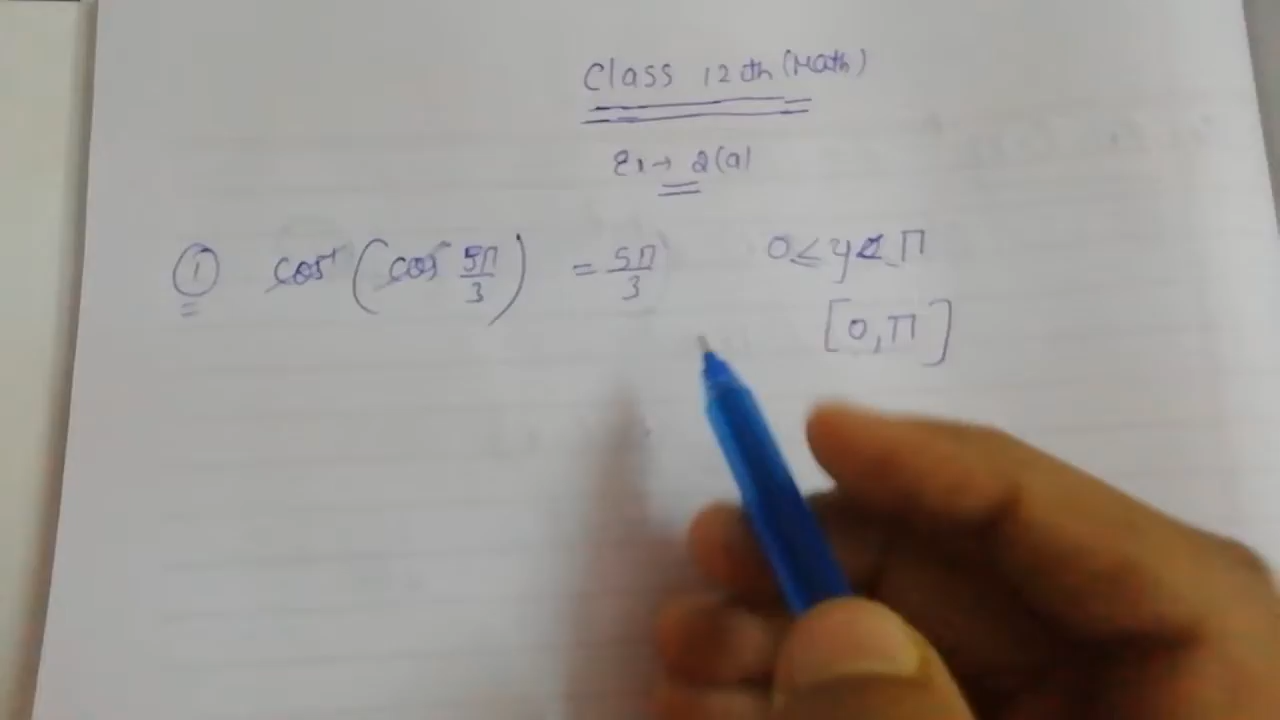 Class 12th (Math)
Ex → 2(a)
① cos⁻¹ (cos 5π/3) = 5π/3 0 ≤ y ≤ π
[0, π]